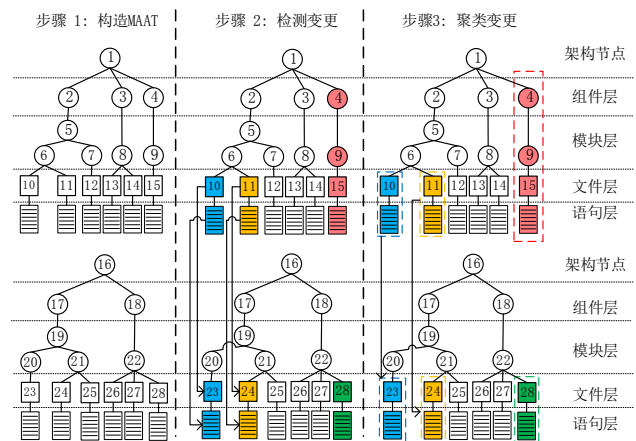 步骤 1: 构造MAAT 步骤 2: 检测变更 步骤3: 聚类变更
1 1 1 架构节点
2 3 4 2 3 4 2 3 4 组件层
5 5 5
模块层
6 7 8 9 6 7 8 9 6 7 8 9
10 11 12 13 14 15 10 11 12 13 14 15 10 11 12 13 14 15 文件层
语句层
16 16 16 架构节点
17 18 17 18 17 18 组件层
19 19 19
模块层
20 21 22 20 21 22 20 21 22
23 24 25 26 27 28 23 24 25 26 27 28 23 24 25 26 27 28 文件层
语句层